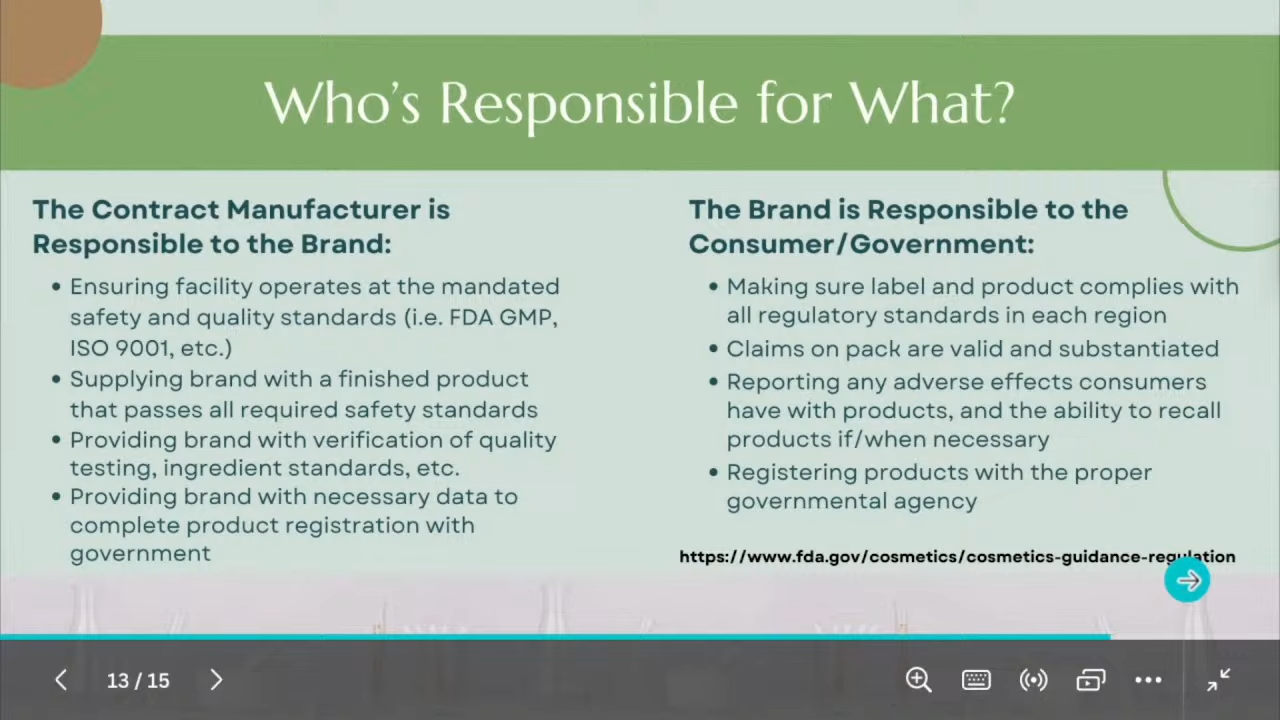 Who's Responsible for What?
The Contract Manufacturer is
Responsible to the Brand:
• Ensuring facility operates at the mandated
safety and quality standards (i.e. FDA GMP,
ISO 9001, etc.)
• Supplying brand with a finished product
that passes all required safety standards
• Providing brand with verification of quality
testing, ingredient standards, etc.
• Providing brand with necessary data to
complete product registration with
government
The Brand is Responsible to the
Consumer/Government:
• Making sure label and product complies with
all regulatory standards in each region
• Claims on pack are valid and substantiated
• Reporting any adverse effects consumers
have with products, and the ability to recall
products if/when necessary
• Registering products with the proper
governmental agency
https://www.fda.gov/cosmetics/cosmetics-guidance-regulation
13 / 15